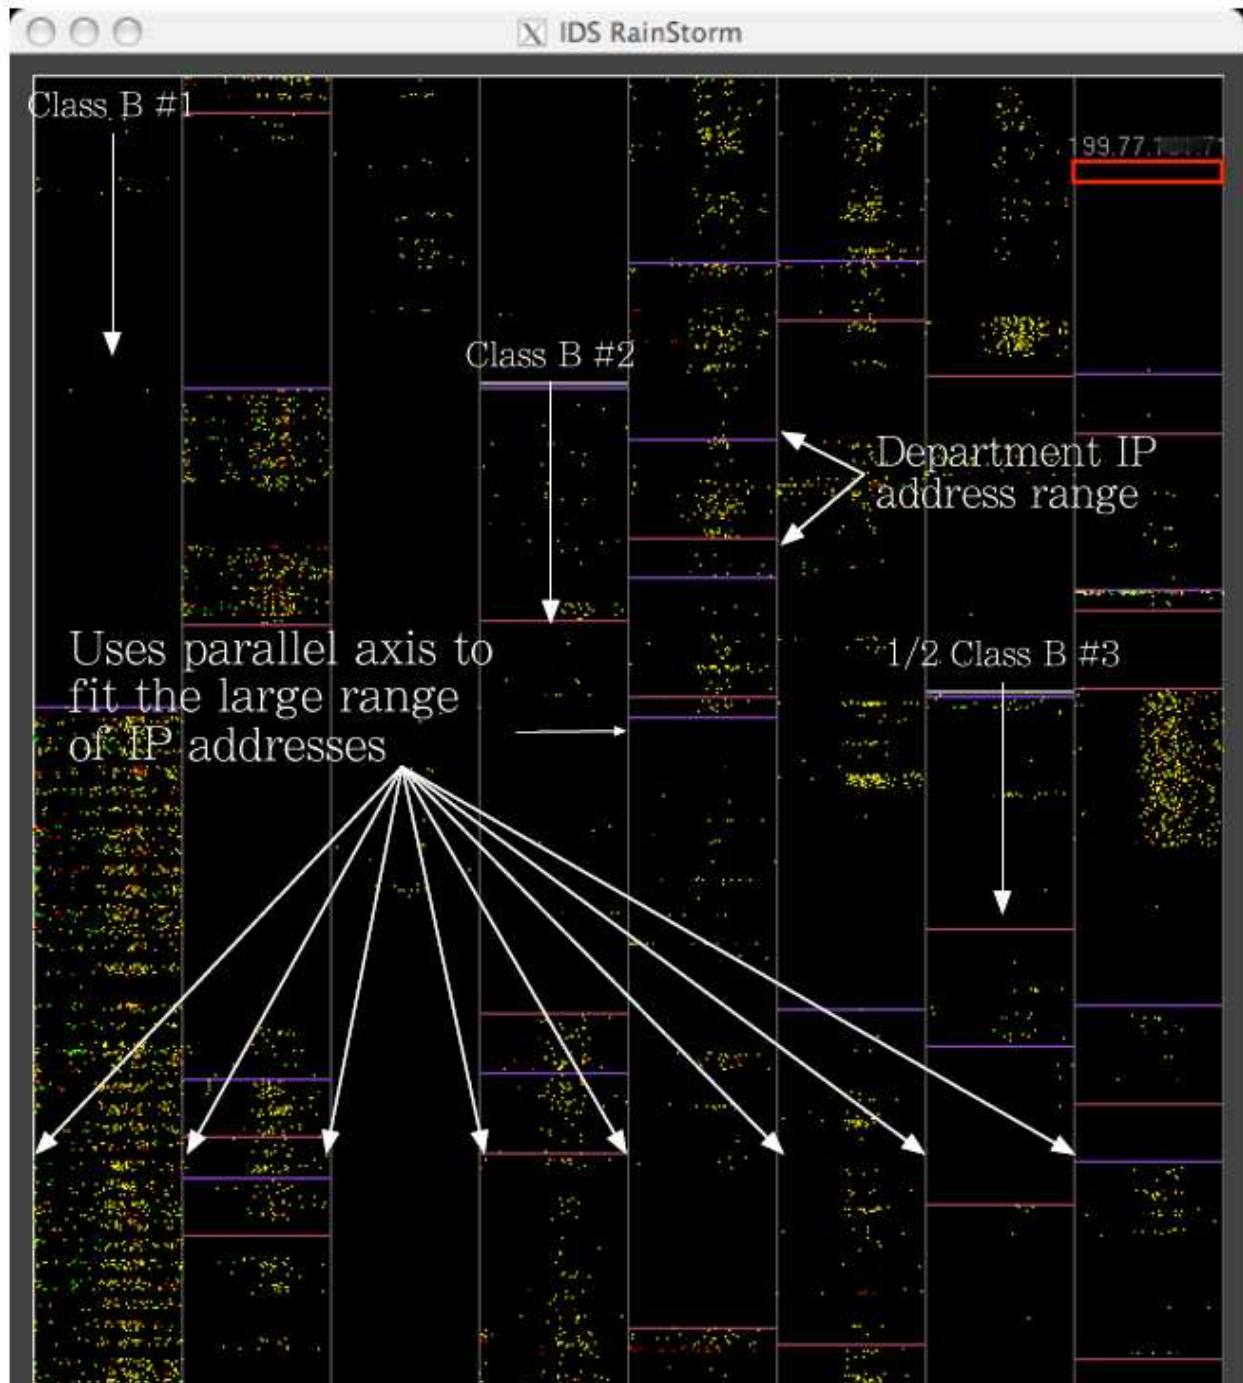 IDS RainStorm
Class B #1
199.77.
Class B #2
Department IP
address range
Uses parallel axis to
fit the large range
of IP addresses
1/2 Class B #3